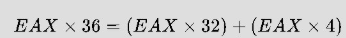 EAX × 36 = (EAX × 32) + (EAX × 4)